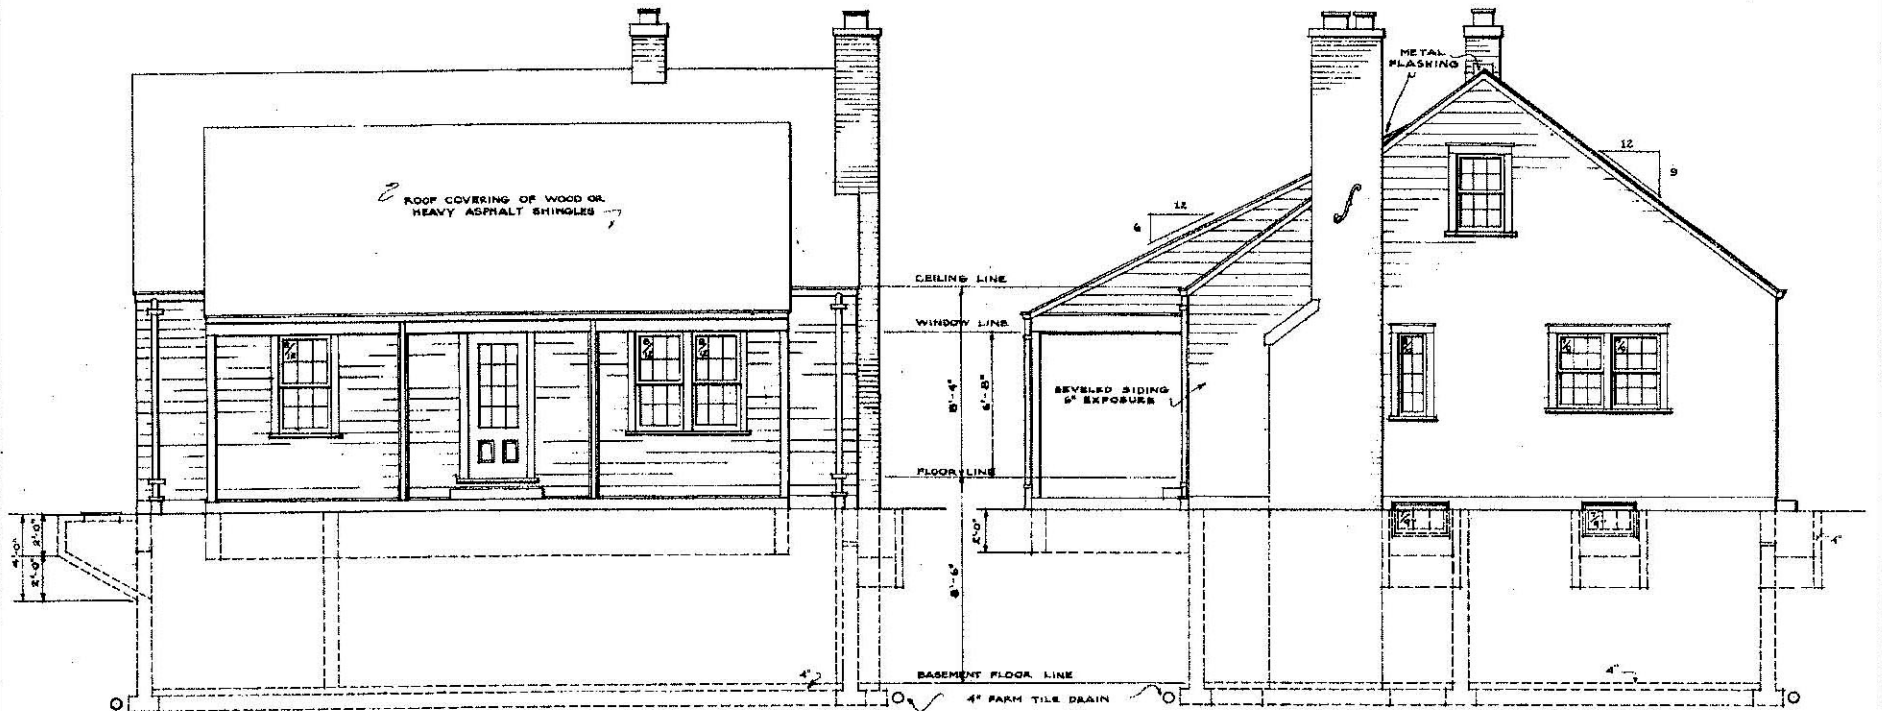 METAL
FLASHING
12
9
ROOF COVERING OF WOOD OR
HEAVY ASPHALT SHINGLES
12
6
CEILING LINE
WINDOW LINE
8'-4"
6'-8"
BEVELED SIDING
6" EXPOSURE
FLOOR LINE
4'-0"
2'-0"
2'-0"
2'-0"
8'-6"
4"
4"
4"
BASEMENT FLOOR LINE
4" FARM TILE DRAIN